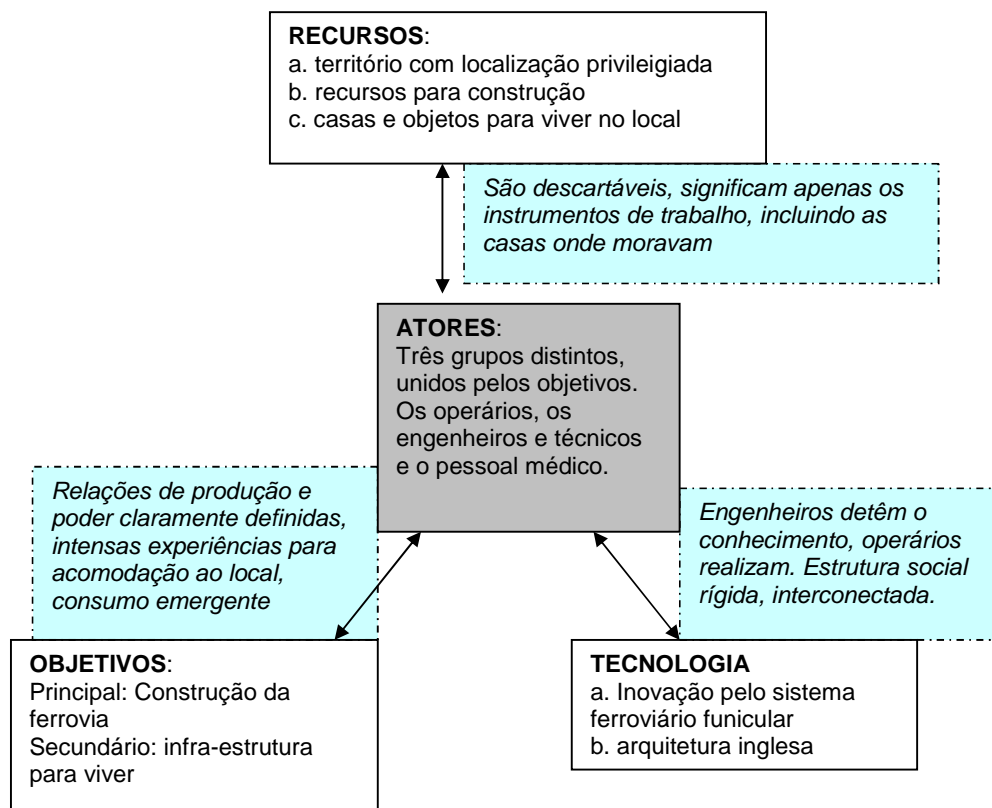 RECURSOS:
a. território com localização privileigiada
b. recursos para construção
c. casas e objetos para viver no local
São descartáveis, significam apenas os
instrumentos de trabalho, incluindo as
casas onde moravam
ATORES:
Três grupos distintos,
unidos pelos objetivos.
Os operários, os
engenheiros e técnicos
e o pessoal médico.
Relações de produção e
poder claramente definidas,
intensas experiências para
acomodação ao local,
consumo emergente
Engenheiros detêm o
conhecimento, operários
realizam. Estrutura social
rígida, interconectada.
OBJETIVOS:
Principal: Construção da
ferrovia
Secundário: infra-estrutura
para viver
TECNOLOGIA
a. Inovação pelo sistema
ferroviário funicular
b. arquitetura inglesa